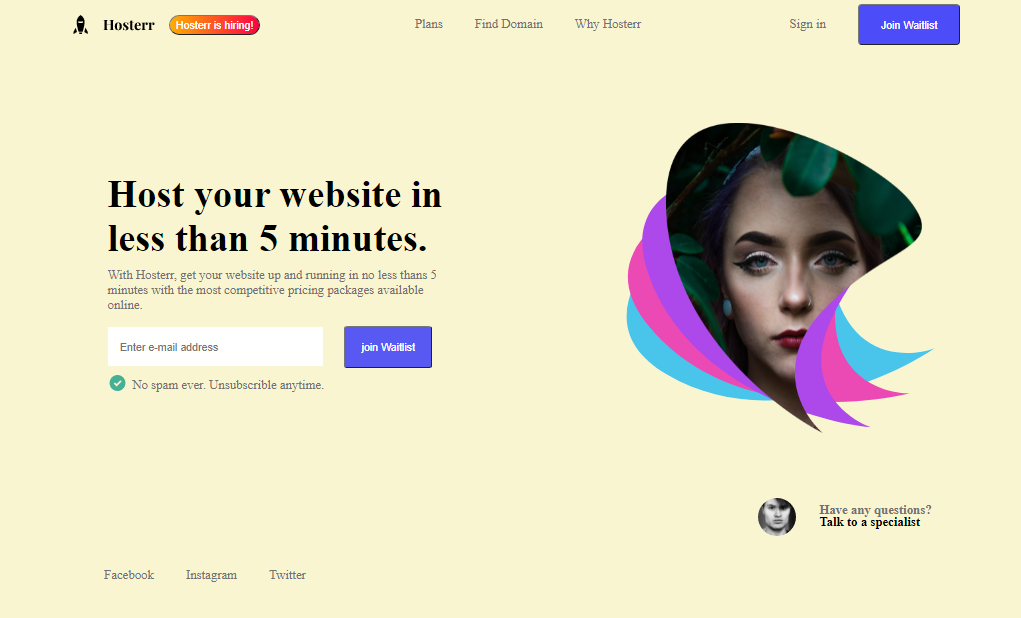 Hosterr
Hosterr is hiring!
Plans
Find Domain
Why Hosterr
Sign in
Join Waitlist
Host your website in
less than 5 minutes.
With Hosterr, get your website up and running in no less thans 5
minutes with the most competitive pricing packages available
online.
Enter e-mail address
join Waitlist
No spam ever. Unsubscrible anytime.
Have any questions?
Talk to a specialist
Facebook
Instagram
Twitter